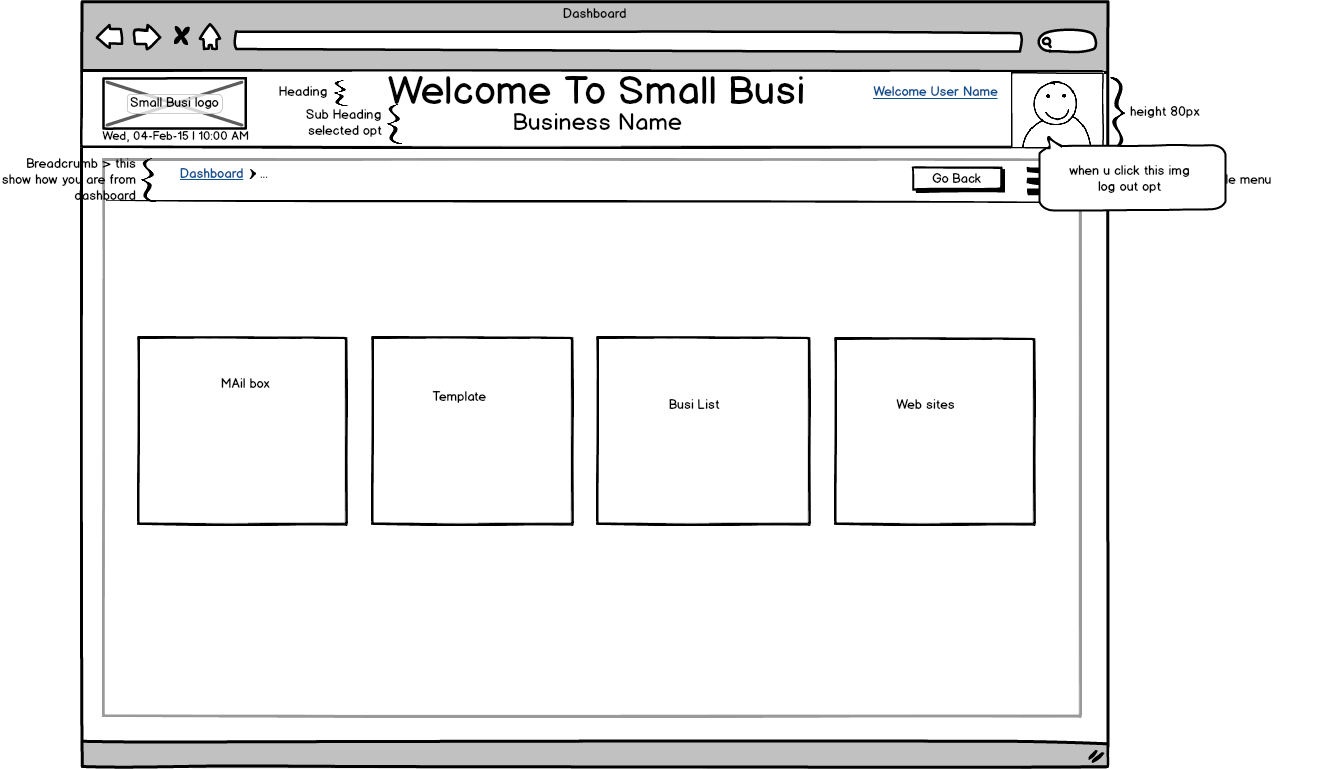 Dashboard
Small Busi logo
Wed, 04-Feb-15 | 10:00 AM
Heading
Welcome To Small Busi
Sub Heading
selected opt
Business Name
Welcome User Name
height 80px
Breadcrumb > this
show how you are from
dashboard
Dashboard > ...
Go Back
when u click this img
log out opt
menu
MAil box
Template
Busi List
Web sites